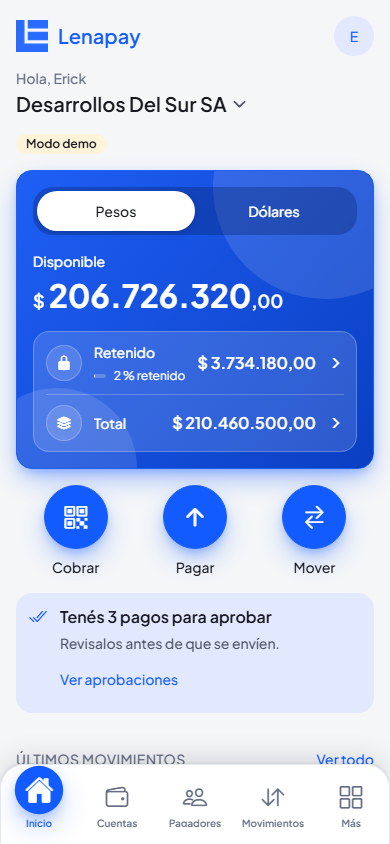 Lenapay
E
Hola, Erick
Desarrollos Del Sur SA
Modo demo
Pesos
Dólares
Disponible
$ 206.726.320,00
Retenido
2 % retenido
$ 3.734.180,00
Total
$ 210.460.500,00
Cobrar
Pagar
Mover
Tenés 3 pagos para aprobar
Revisalos antes de que se envíen.
Ver aprobaciones
ÚLTIMOS MOVIMIENTOS
Ver todo
Inicio
Cuentas
Pagadores
Movimientos
Más